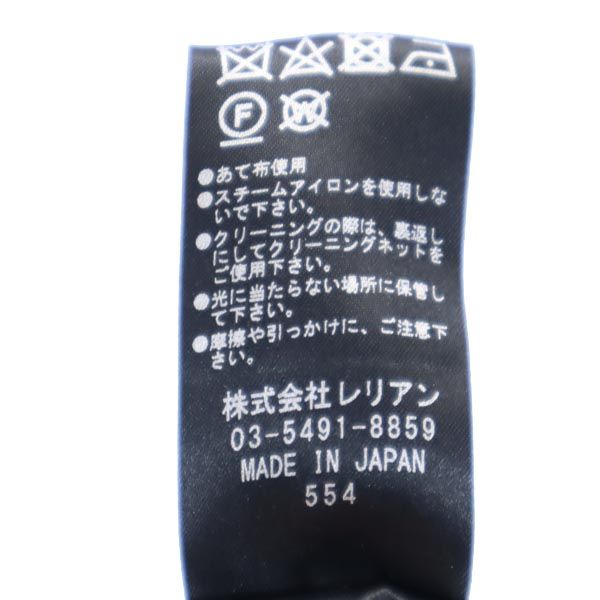 F W
●あて布使用
●スチームアイロンを使用しな
いで下さい。
●クリーニングの際は、裏返し
にしてクリーニングネットを
ご使用下さい。
●光に当たらない場所に保管し
て下さい。
●摩擦や引っかけに、ご注意下
さい。
株式会社レリアン
03-5491-8859
MADE IN JAPAN
554